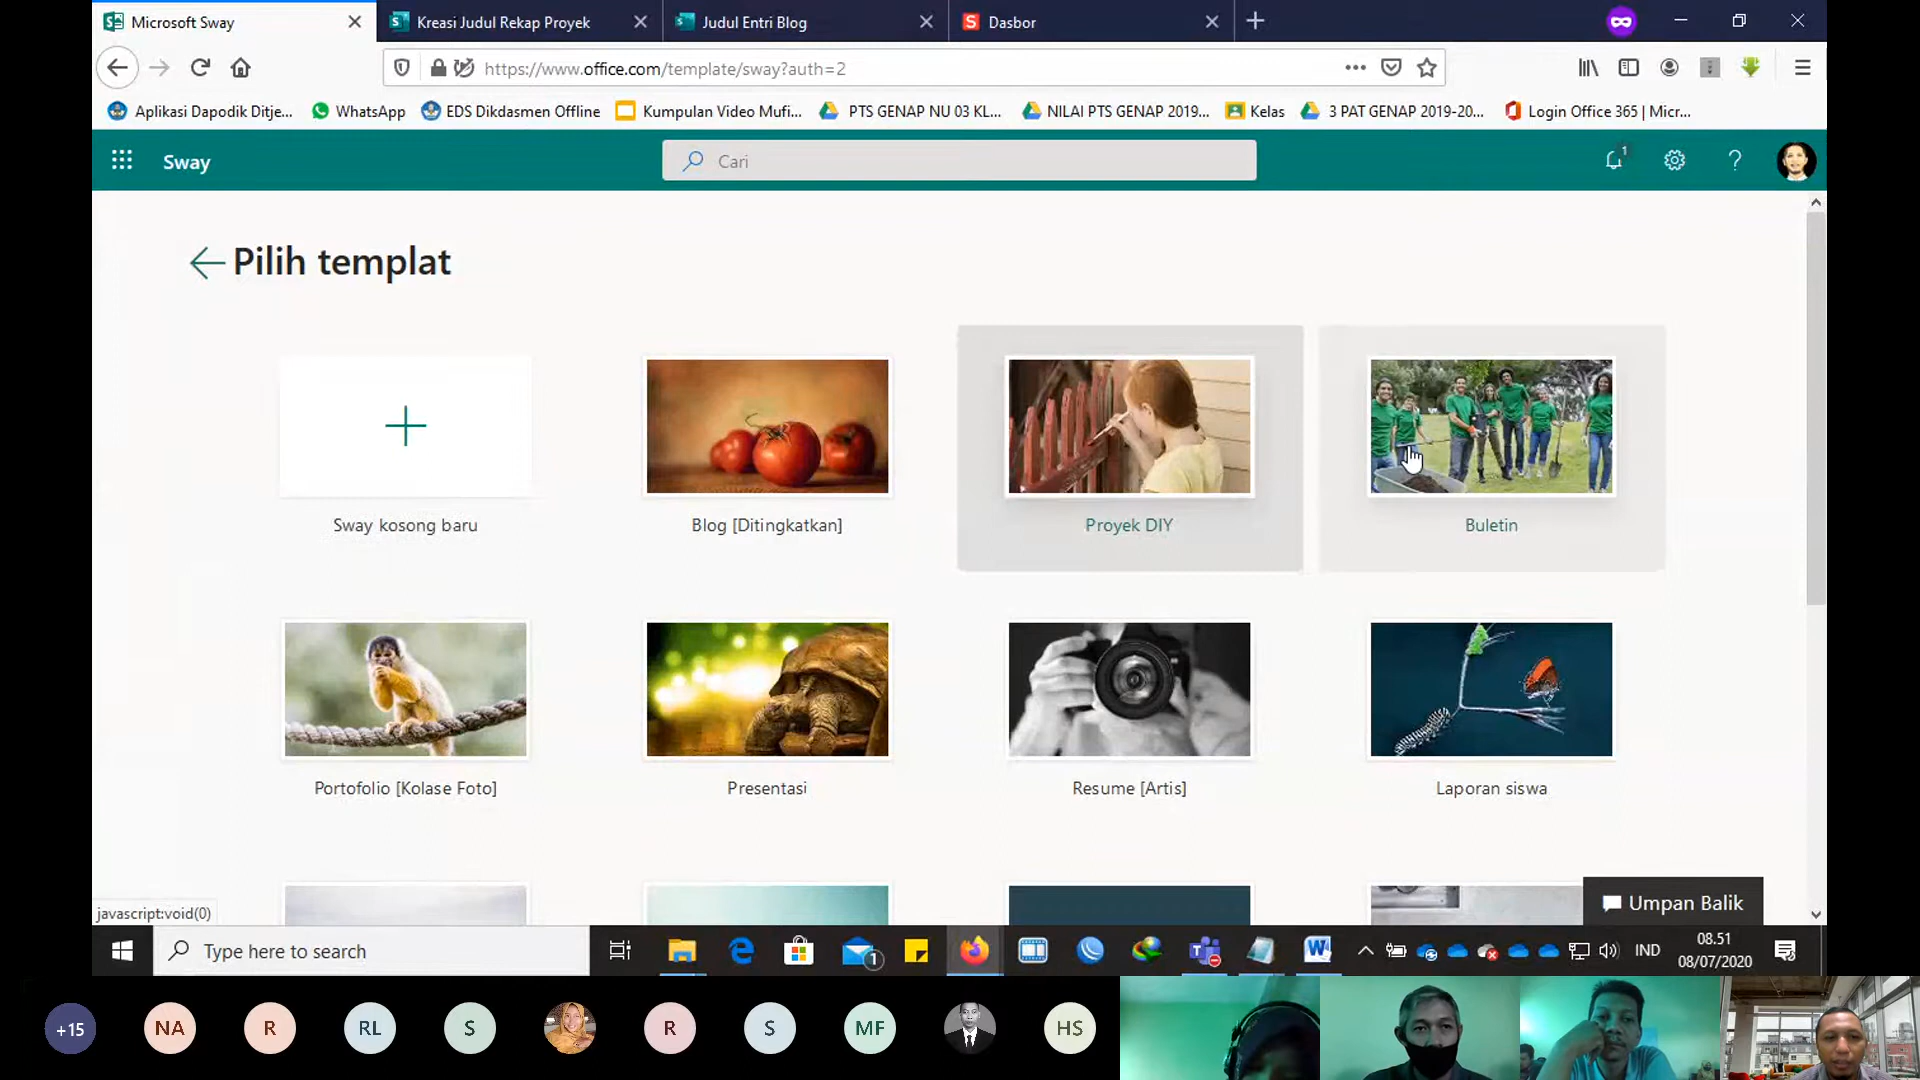 Microsoft Sway
Kreasi Judul Rekap Proyek
Judul Entri Blog
Dasbor
https://www.office.com/template/sway?auth=2
Aplikasi Dapodik Ditje...
WhatsApp
EDS Dikdasmen Offline
Kumpulan Video Mufi...
PTS GENAP NU 03 KL...
NILAI PTS GENAP 2019...
Kelas
3 PAT GENAP 2019-20...
Login Office 365 | Micr...
Sway
Cari
1
Pilih templat
Sway kosong baru
Blog [Ditingkatkan]
Proyek DIY
Buletin
Portofolio [Kolase Foto]
Presentasi
Resume [Artis]
Laporan siswa
Umpan Balik
javascript:void(0)
Type here to search
1
IND
08.51
08/07/2020
+15
NA
R
RL
S
R
S
MF
HS